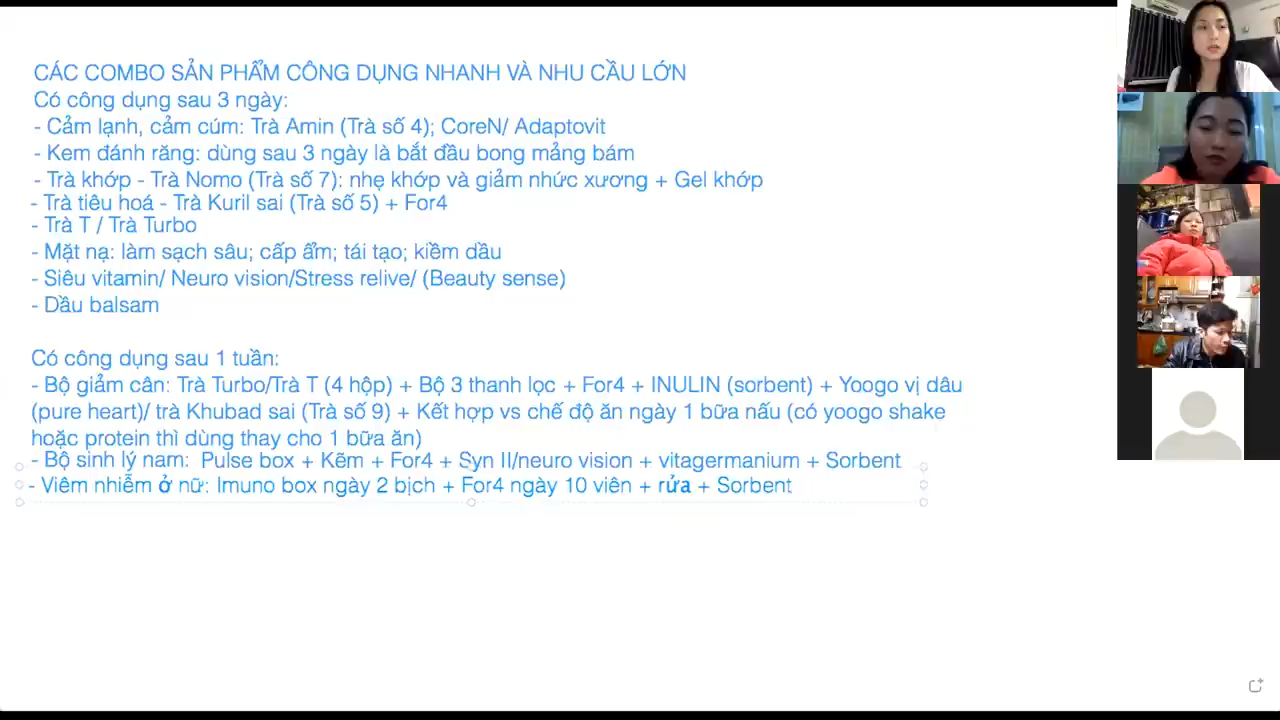 CÁC COMBO SẢN PHẨM CÔNG DỤNG NHANH VÀ NHU CẦU LỚN
Có công dụng sau 3 ngày:
- Cảm lạnh, cảm cúm: Trà Amin (Trà số 4); CoreN/ Adaptovit
- Kem đánh răng: dùng sau 3 ngày là bắt đầu bong mảng bám
- Trà khớp - Trà Nomo (Trà số 7): nhẹ khớp và giảm nhức xương + Gel khớp
- Trà tiêu hoá - Trà Kuril sai (Trà số 5) + For4
- Trà T / Trà Turbo
- Mặt nạ: làm sạch sâu; cấp ẩm; tái tạo; kiềm dầu
- Siêu vitamin/ Neuro vision/Stress relive/ (Beauty sense)
- Dầu balsam
Có công dụng sau 1 tuần:
- Bộ giảm cân: Trà Turbo/Trà T (4 hộp) + Bộ 3 thanh lọc + For4 + INULIN (sorbent) + Yoogo vị dâu
(pure heart)/ trà Khubad sai (Trà số 9) + Kết hợp vs chế độ ăn ngày 1 bữa nấu (có yoogo shake
hoặc protein thì dùng thay cho 1 bữa ăn)
- Bộ sinh lý nam: Pulse box + Kẽm + For4 + Syn II/neuro vision + vitagermanium + Sorbent
- Viêm nhiễm ở nữ: Imuno box ngày 2 bịch + For4 ngày 10 viên + rửa + Sorbent